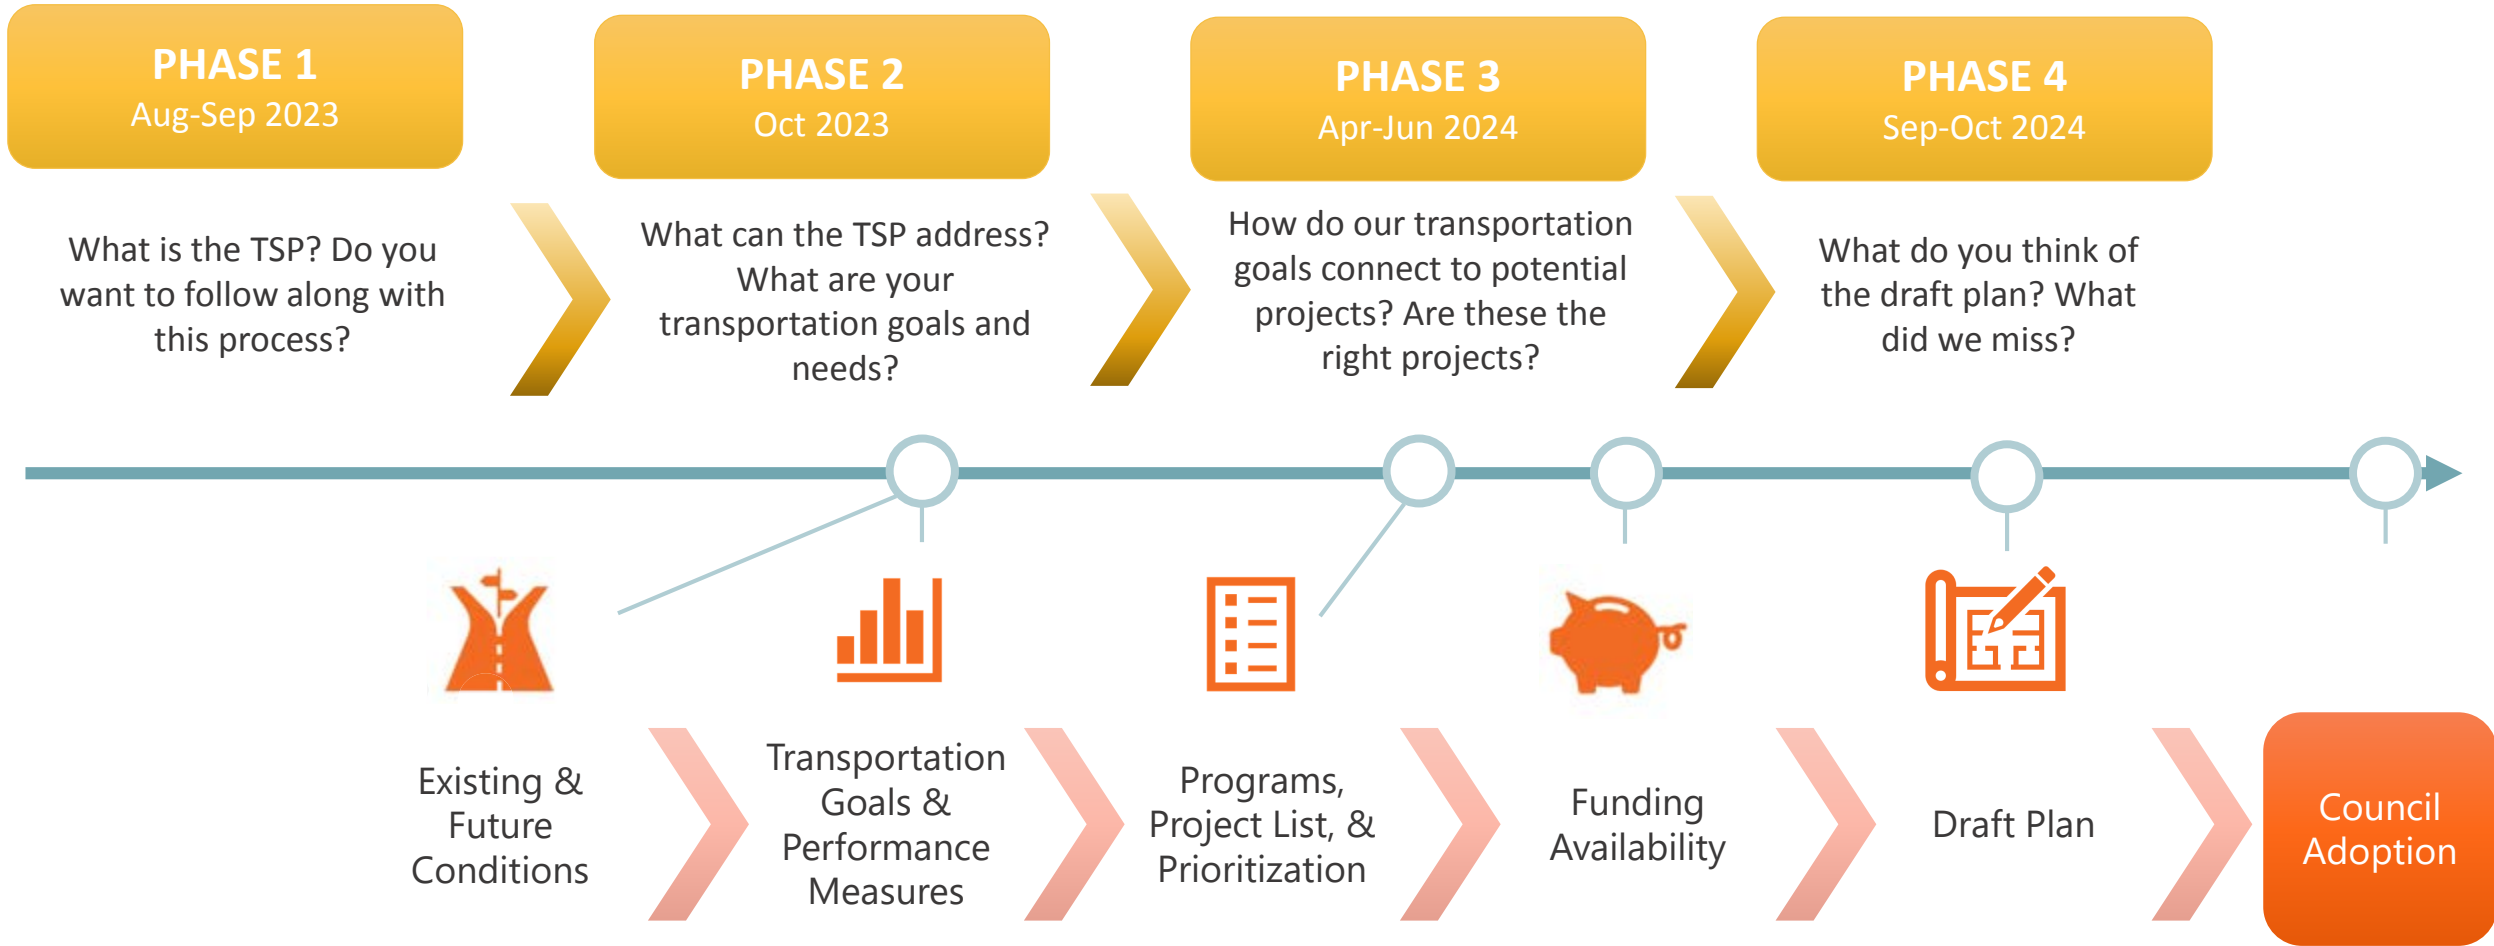 PHASE 1
Aug-Sep 2023
PHASE 2
Oct 2023
PHASE 3
Apr-Jun 2024
PHASE 4
Sep-Oct 2024
What is the TSP? Do you
want to follow along with
this process?
What can the TSP address?
What are your
transportation goals and
needs?
How do our transportation
goals connect to potential
projects? Are these the
right projects?
What do you think of
the draft plan? What
did we miss?
Existing &
Future
Conditions
Transportation
Goals &
Performance
Measures
Programs,
Project List, &
Prioritization
Funding
Availability
Draft Plan
Council
Adoption